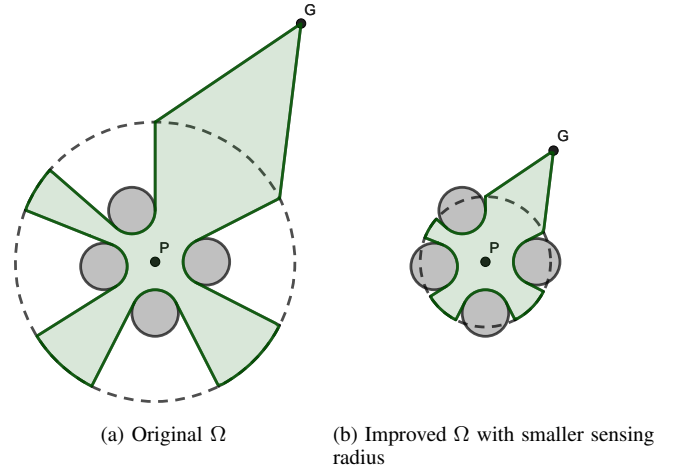 G
P
G
P
(a) Original Ω
(b) Improved Ω with smaller sensing
radius